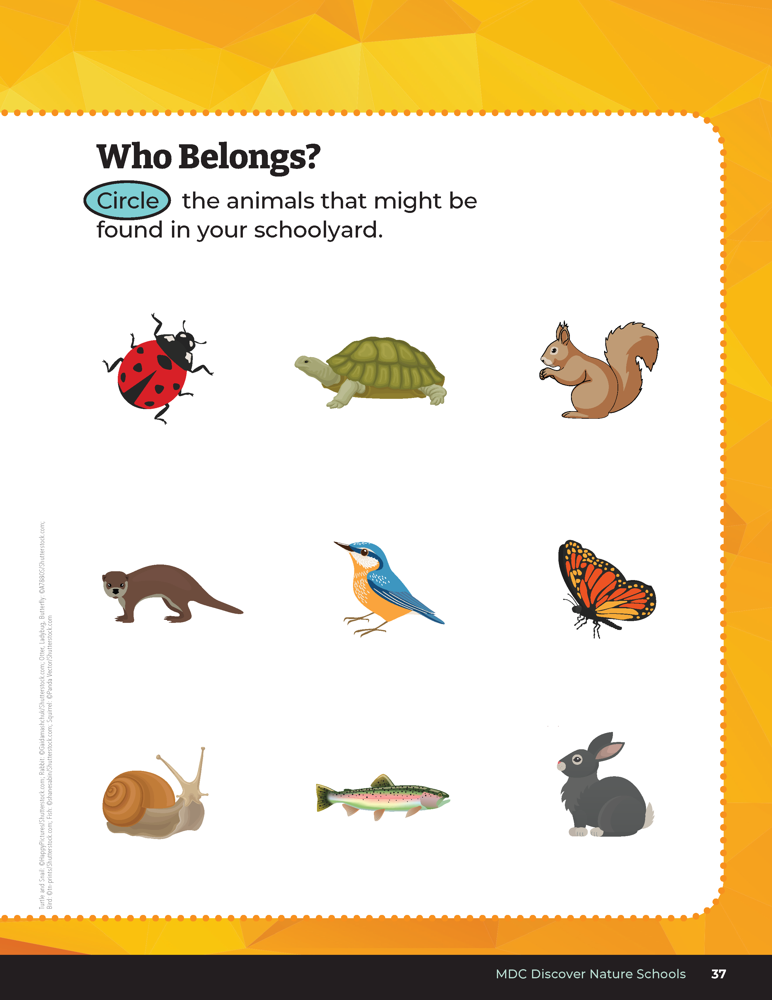 Who Belongs?
Circle the animals that might be
found in your schoolyard.
Turtle and Snail: ©HappyPictures/Shutterstock.com; Rabbit: ©Gaidamashchuk/Shutterstock.com; Otter, Ladybug, Butterfly: ©A7880S/Shutterstock.com;
Bird: ©tn-prints/Shutterstock.com; Fish: ©shanesabin/Shutterstock.com; Squirrel: ©Panda Vector/Shutterstock.com
MDC Discover Nature Schools 37